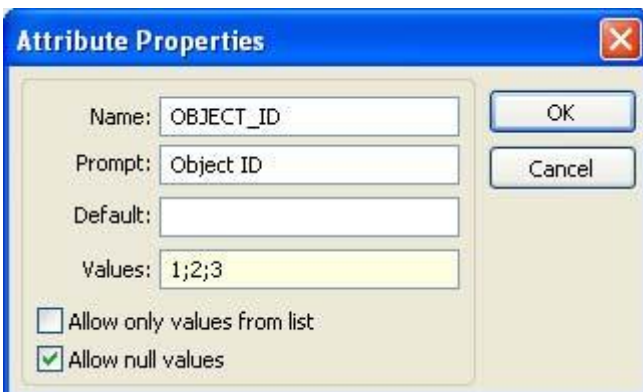 Attribute Properties
Name: OBJECT_ID
OK
Prompt: Object ID
Cancel
Default:
Values: 1;2;3
Allow only values from list
Allow null values